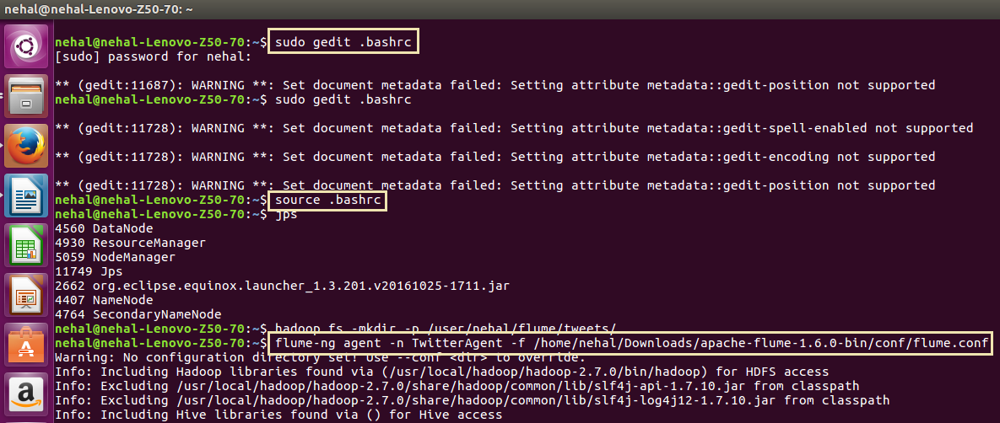 nehal@nehal-Lenovo-Z50-70: ~
nehal@nehal-Lenovo-Z50-70:~$ sudo gedit .bashrc
[sudo] password for nehal:
** (gedit:11687): WARNING **: Set document metadata failed: Setting attribute metadata::gedit-position not supported
nehal@nehal-Lenovo-Z50-70:~$ sudo gedit .bashrc
** (gedit:11728): WARNING **: Set document metadata failed: Setting attribute metadata::gedit-spell-enabled not supported
** (gedit:11728): WARNING **: Set document metadata failed: Setting attribute metadata::gedit-encoding not supported
** (gedit:11728): WARNING **: Set document metadata failed: Setting attribute metadata::gedit-position not supported
nehal@nehal-Lenovo-Z50-70:~$ source .bashrc
nehal@nehal-Lenovo-Z50-70:~$ jps
4560 DataNode
4930 ResourceManager
5059 NodeManager
11749 Jps
2662 org.eclipse.equinox.launcher_1.3.201.v20161025-1711.jar
4407 NameNode
4764 SecondaryNameNode
nehal@nehal-Lenovo-Z50-70:~$ hadoop fs -mkdir -p /user/nehal/flume/tweets/
nehal@nehal-Lenovo-Z50-70:~$ flume-ng agent -n TwitterAgent -f /home/nehal/Downloads/apache-flume-1.6.0-bin/conf/flume.conf
Warning: No configuration directory set! Use --conf <dir> to override.
Info: Including Hadoop libraries found via (/usr/local/hadoop/hadoop-2.7.0/bin/hadoop) for HDFS access
Info: Excluding /usr/local/hadoop/hadoop-2.7.0/share/hadoop/common/lib/slf4j-api-1.7.10.jar from classpath
Info: Excluding /usr/local/hadoop/hadoop-2.7.0/share/hadoop/common/lib/slf4j-log4j12-1.7.10.jar from classpath
Info: Including Hive libraries found via () for Hive access